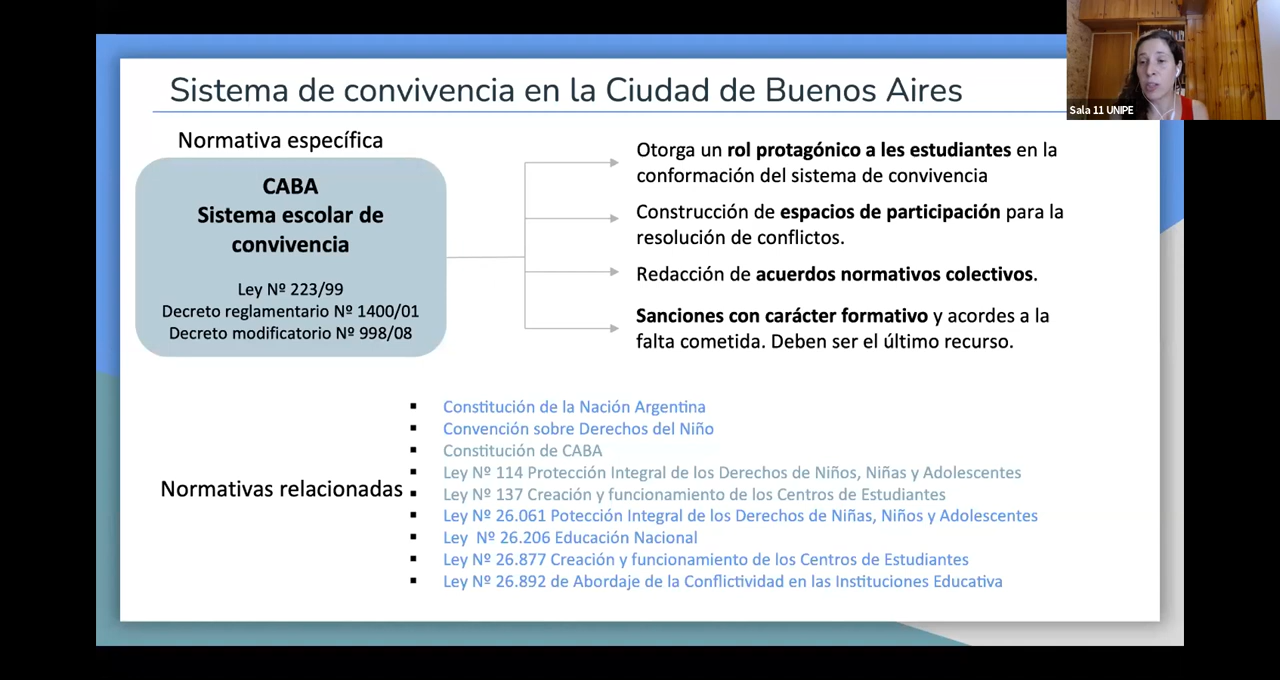 Sistema de convivencia en la Ciudad de Buenos Aires
Sala 11 UNIPE
Normativa específica
CABA
Sistema escolar de
convivencia
Ley Nº 223/99
Decreto reglamentario Nº 1400/01
Decreto modificatorio Nº 998/08
Otorga un rol protagónico a les estudiantes en la
conformación del sistema de convivencia
Construcción de espacios de participación para la
resolución de conflictos.
Redacción de acuerdos normativos colectivos.
Sanciones con carácter formativo y acordes a la
falta cometida. Deben ser el último recurso.
Normativas relacionadas
▪ Constitución de la Nación Argentina
▪ Convención sobre Derechos del Niño
▪ Constitución de CABA
▪ Ley Nº 114 Protección Integral de los Derechos de Niños, Niñas y Adolescentes
▪ Ley Nº 137 Creación y funcionamiento de los Centros de Estudiantes
▪ Ley Nº 26.061 Potección Integral de los Derechos de Niñas, Niños y Adolescentes
▪ Ley Nº 26.206 Educación Nacional
▪ Ley Nº 26.877 Creación y funcionamiento de los Centros de Estudiantes
▪ Ley Nº 26.892 de Abordaje de la Conflictividad en las Instituciones Educativa